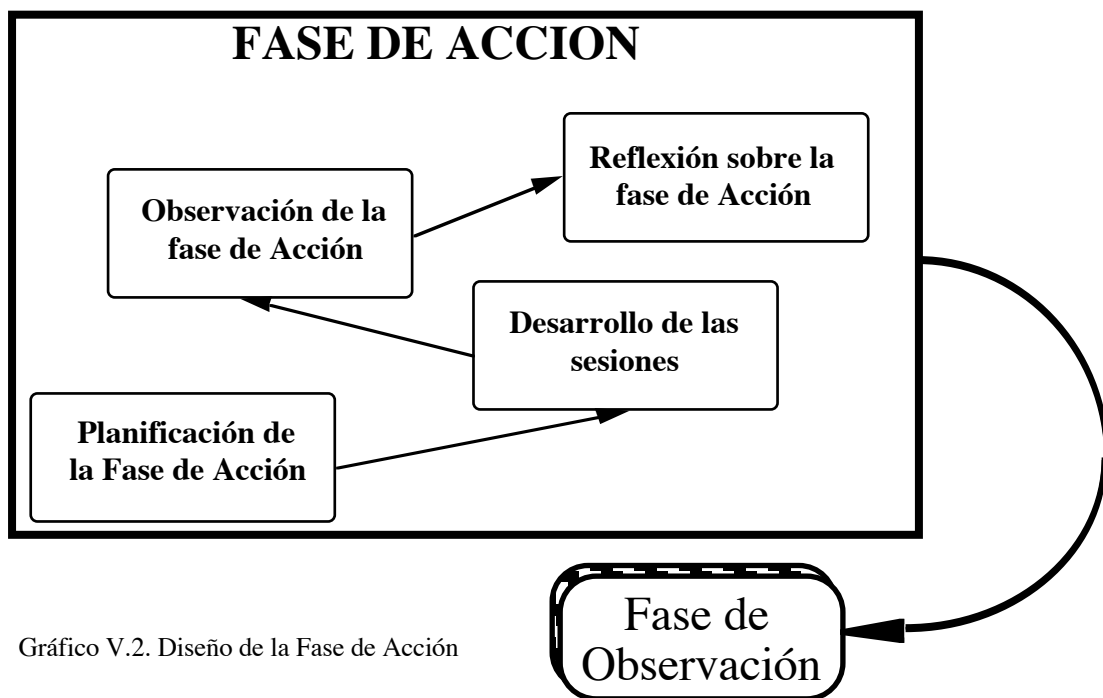 FASE DE ACCION
Reflexión sobre la
fase de Acción
Observación de la
fase de Acción
Desarrollo de las
sesiones
Planificación de
la Fase de Acción
Fase de
Observación
Gráfico V.2. Diseño de la Fase de Acción